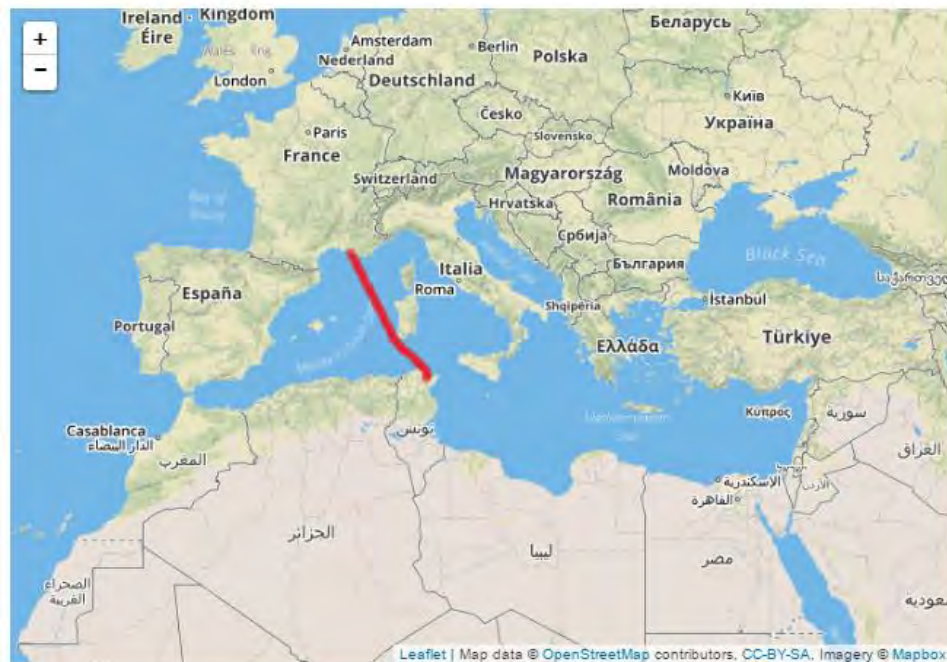 +
−
Ireland -
Éire
Kingdom
Amsterdam
Nederland
Berlin
Polska
Беларусь
London
Deutschland
Київ
Україна
Česko
Slovensko
Paris
France
Switzerland
Magyarország
Moldova
Hrvatska
România
Србија
България
Black Sea
Italia
Roma
Shqipëria
İstanbul
España
Portugal
Ελλάδα
Türkiye
Κύπρος
سورية
العراق
Casablanca
الدار البيضاء
المغرب
تونس
الإسكندرية
القاهرة
الأردن
الجزائر
ليبيا
مصر
الصحراء
الغربية
Leaflet | Map data © OpenStreetMap contributors, CC-BY-SA, Imagery © Mapbox